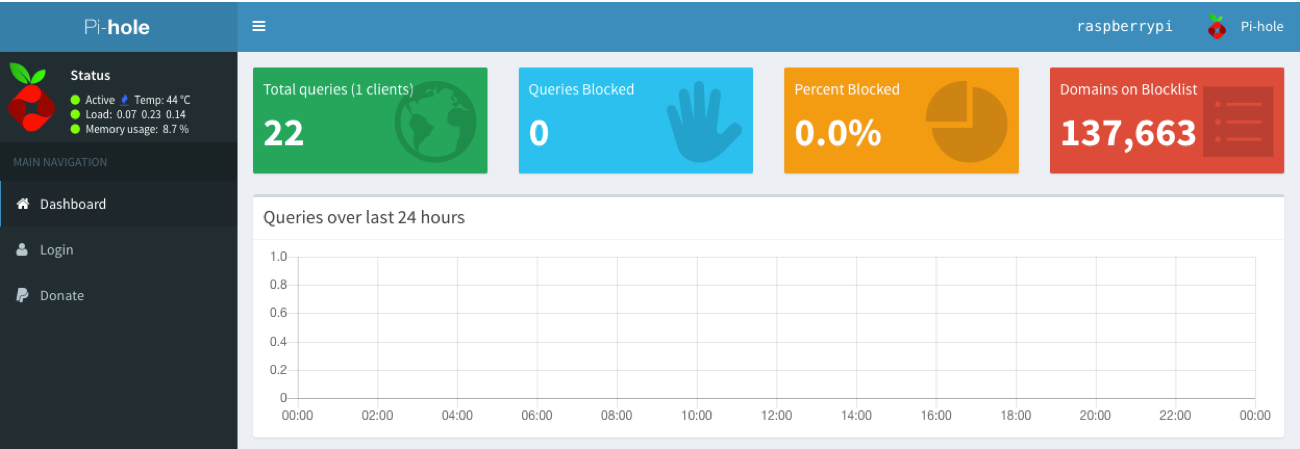 Pi-hole
raspberrypi
Pi-hole
Status
Active Temp: 44 °C
Load: 0.07 0.23 0.14
Memory usage: 8.7 %
MAIN NAVIGATION
Dashboard
Login
Donate
Total queries (1 clients)
22
Queries Blocked
0
Percent Blocked
0.0%
Domains on Blocklist
137,663
Queries over last 24 hours
1.0
0.8
0.6
0.4
0.2
0
00:00 02:00 04:00 06:00 08:00 10:00 12:00 14:00 16:00 18:00 20:00 22:00 00:00